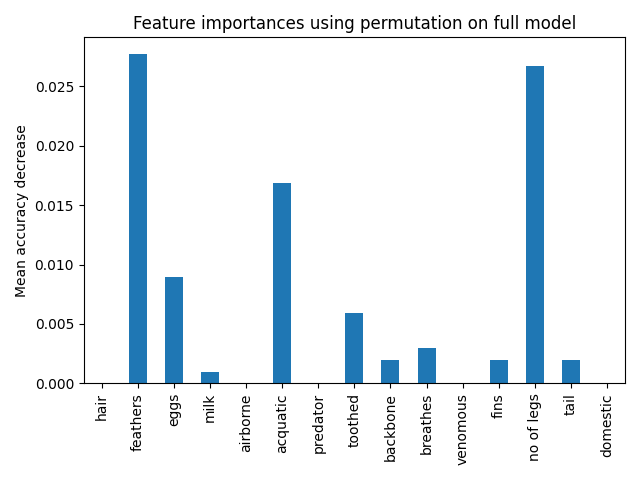 Feature importances using permutation on full model
Mean accuracy decrease
0.025
0.020
0.015
0.010
0.005
0.000
hair
feathers
eggs
milk
airborne
acquatic
predator
toothed
backbone
breathes
venomous
fins
no of legs
tail
domestic